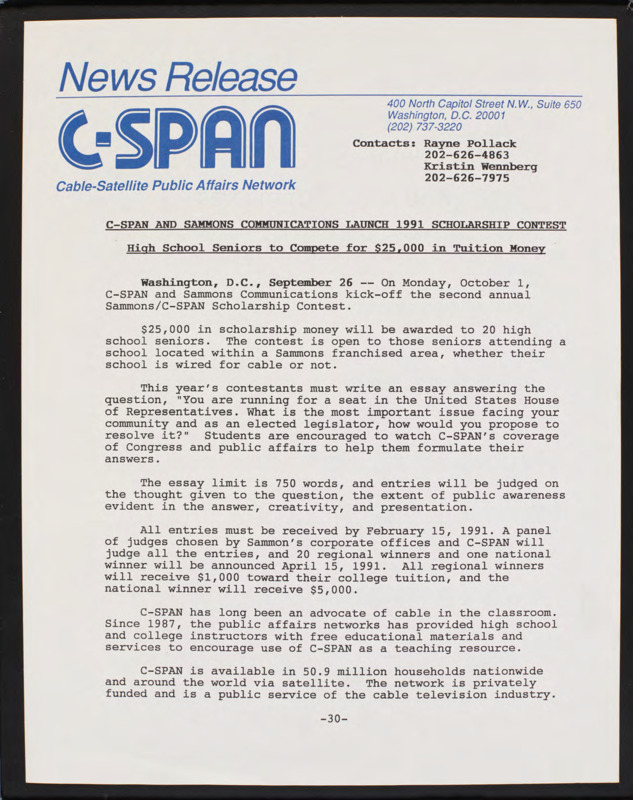 News Release
C-SPAN
Cable-Satellite Public Affairs Network
400 North Capitol Street N.W., Suite 650
Washington, D.C. 20001
(202) 737-3220
Contacts: Rayne Pollack
202-626-4863
Kristin Wennberg
202-626-7975
C-SPAN AND SAMMONS COMMUNICATIONS LAUNCH 1991 SCHOLARSHIP CONTEST
High School Seniors to Compete for $25,000 in Tuition Money
Washington, D.C., September 26 -- On Monday, October 1,
C-SPAN and Sammons Communications kick-off the second annual
Sammons/C-SPAN Scholarship Contest.
$25,000 in scholarship money will be awarded to 20 high
school seniors. The contest is open to those seniors attending a
school located within a Sammons franchised area, whether their
school is wired for cable or not.
This year's contestants must write an essay answering the
question, "You are running for a seat in the United States House
of Representatives. What is the most important issue facing your
community and as an elected legislator, how would you propose to
resolve it?" Students are encouraged to watch C-SPAN's coverage
of Congress and public affairs to help them formulate their
answers.
The essay limit is 750 words, and entries will be judged on
the thought given to the question, the extent of public awareness
evident in the answer, creativity, and presentation.
All entries must be received by February 15, 1991. A panel
of judges chosen by Sammon's corporate offices and C-SPAN will
judge all the entries, and 20 regional winners and one national
winner will be announced April 15, 1991. All regional winners
will receive $1,000 toward their college tuition, and the
national winner will receive $5,000.
C-SPAN has long been an advocate of cable in the classroom.
Since 1987, the public affairs networks has provided high school
and college instructors with free educational materials and
services to encourage use of C-SPAN as a teaching resource.
C-SPAN is available in 50.9 million households nationwide
and around the world via satellite. The network is privately
funded and is a public service of the cable television industry.
-30-